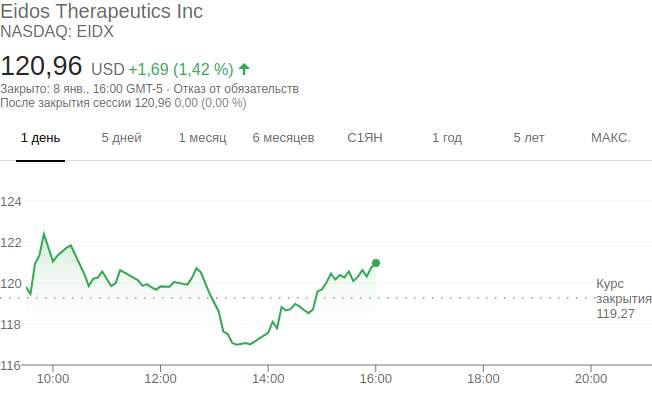 Eidos Therapeutics Inc
NASDAQ: EIDX
120,96 USD +1,69 (1,42 %)
Закрыто: 8 янв., 16:00 GMT-5 · Отказ от обязательств
После закрытия сессии 120,96 0,00 (0,00 %)
1 день 5 дней 1 месяц 6 месяцев С1ЯН 1 год 5 лет МАКС.
124
122
120
118
116
Курс
закрытия
119,27
10:00 12:00 14:00 16:00 18:00 20:00